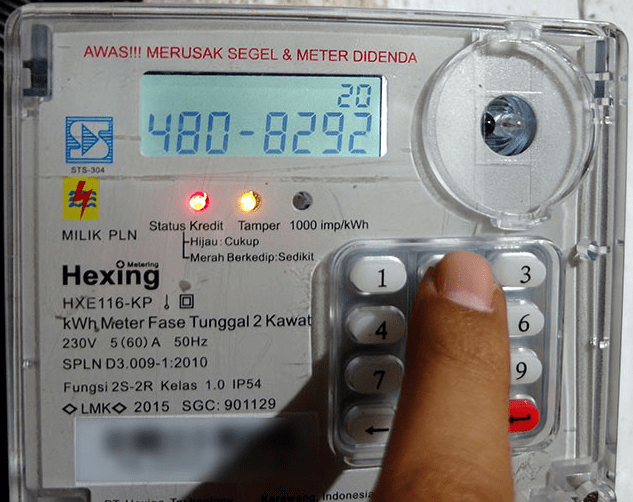 AWAS!!! MERUSAK SEGEL & METER DIDENDA
20
480-8292
STS-304
MILIK PLN
Status Kredit Tamper 1000 imp/kWh
Hijau: Cukup
Merah Berkedip:Sedikit
Metering
Hexing
HXE116-KP
kWh Meter Fase Tunggal 2 Kawat
230V 5(60)A 50Hz
SPLN D3.009-1:2010
Fungsi 2S-2R Kelas 1.0 IP54
LMK 2015 SGC: 901129
1 3
4 6
7 9
Indonesia